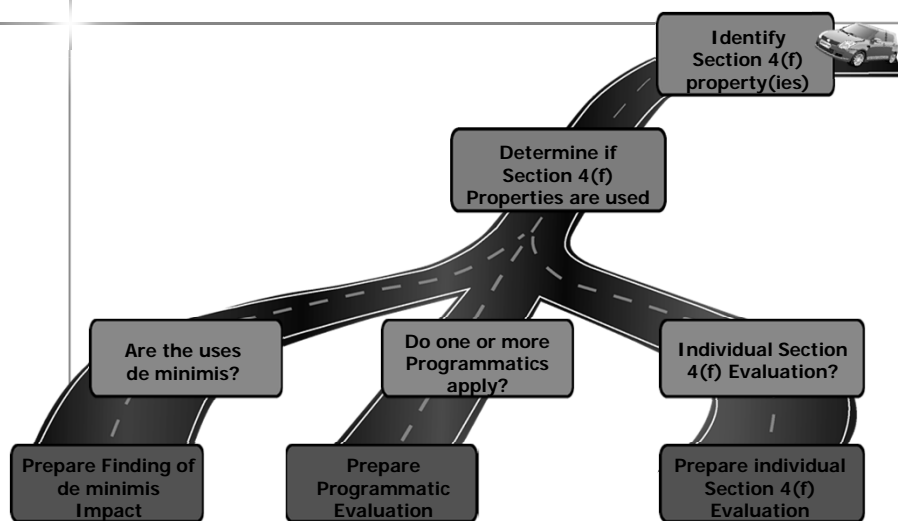 Identify
Section 4(f)
property(ies)
Determine if
Section 4(f)
Properties are used
Are the uses
de minimis?
Do one or more
Programmatics
apply?
Individual Section
4(f) Evaluation?
Prepare Finding of
de minimis
Impact
Prepare
Programmatic
Evaluation
Prepare individual
Section 4(f)
Evaluation